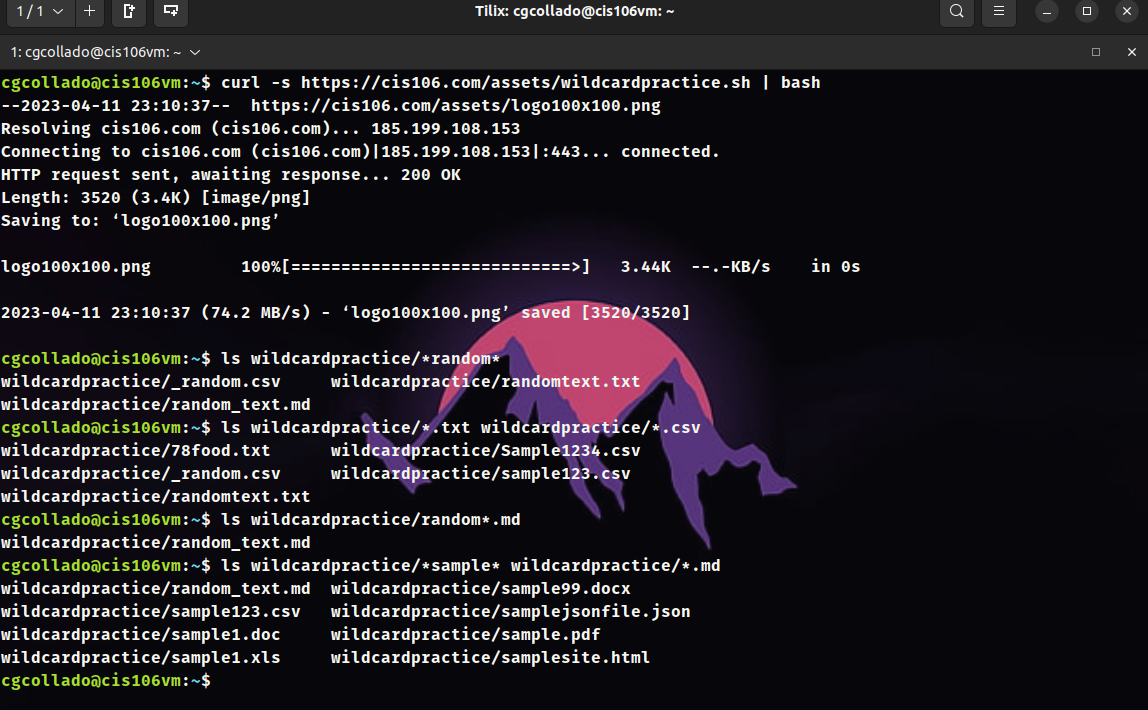 1 / 1
Tilix: cgcollado@cis106vm: ~
1: cgcollado@cis106vm: ~
cgcollado@cis106vm:~$ curl -s https://cis106.com/assets/wildcardpractice.sh | bash
--2023-04-11 23:10:37--  https://cis106.com/assets/logo100x100.png
Resolving cis106.com (cis106.com)... 185.199.108.153
Connecting to cis106.com (cis106.com)|185.199.108.153|:443... connected.
HTTP request sent, awaiting response... 200 OK
Length: 3520 (3.4K) [image/png]
Saving to: ‘logo100x100.png’
logo100x100.png         100%[============================>]   3.44K  --.-KB/s    in 0s
2023-04-11 23:10:37 (74.2 MB/s) - ‘logo100x100.png’ saved [3520/3520]
cgcollado@cis106vm:~$ ls wildcardpractice/*random*
wildcardpractice/_random.csv     wildcardpractice/randomtext.txt
wildcardpractice/random_text.md
cgcollado@cis106vm:~$ ls wildcardpractice/*.txt wildcardpractice/*.csv
wildcardpractice/78food.txt      wildcardpractice/Sample1234.csv
wildcardpractice/_random.csv     wildcardpractice/sample123.csv
wildcardpractice/randomtext.txt
cgcollado@cis106vm:~$ ls wildcardpractice/random*.md
wildcardpractice/random_text.md
cgcollado@cis106vm:~$ ls wildcardpractice/*sample* wildcardpractice/*.md
wildcardpractice/random_text.md  wildcardpractice/sample99.docx
wildcardpractice/sample123.csv   wildcardpractice/samplejsonfile.json
wildcardpractice/sample1.doc     wildcardpractice/sample.pdf
wildcardpractice/sample1.xls     wildcardpractice/samplesite.html
cgcollado@cis106vm:~$